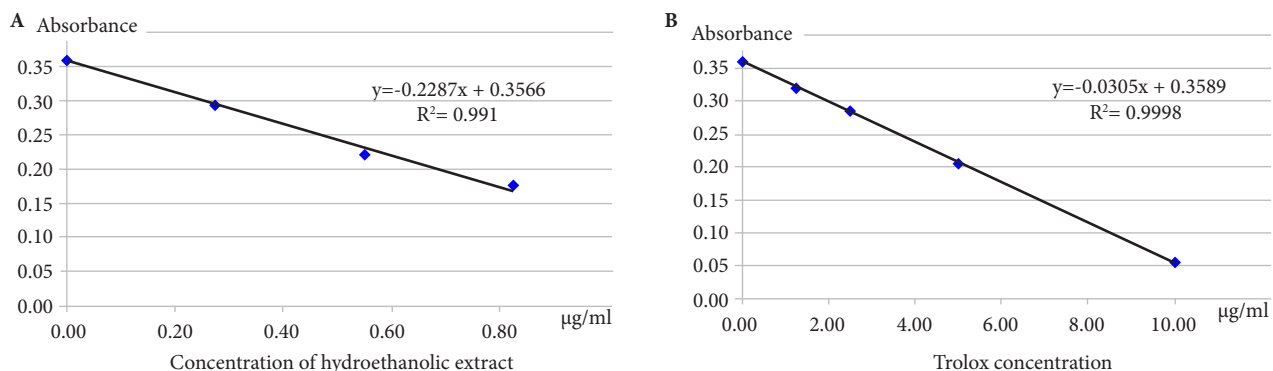 A Absorbance
0.35
0.30
0.25
0.20
0.15
0.10
0.05
0.00
y=-0.2287x + 0.3566
R²= 0.991
0.00 0.20 0.40 0.60 0.80 µg/ml
Concentration of hydroethanolic extract
B Absorbance
0.35
0.30
0.25
0.20
0.15
0.10
0.05
0.00
y=-0.0305x + 0.3589
R²= 0.9998
0.00 2.00 4.00 6.00 8.00 10.00 µg/ml
Trolox concentration